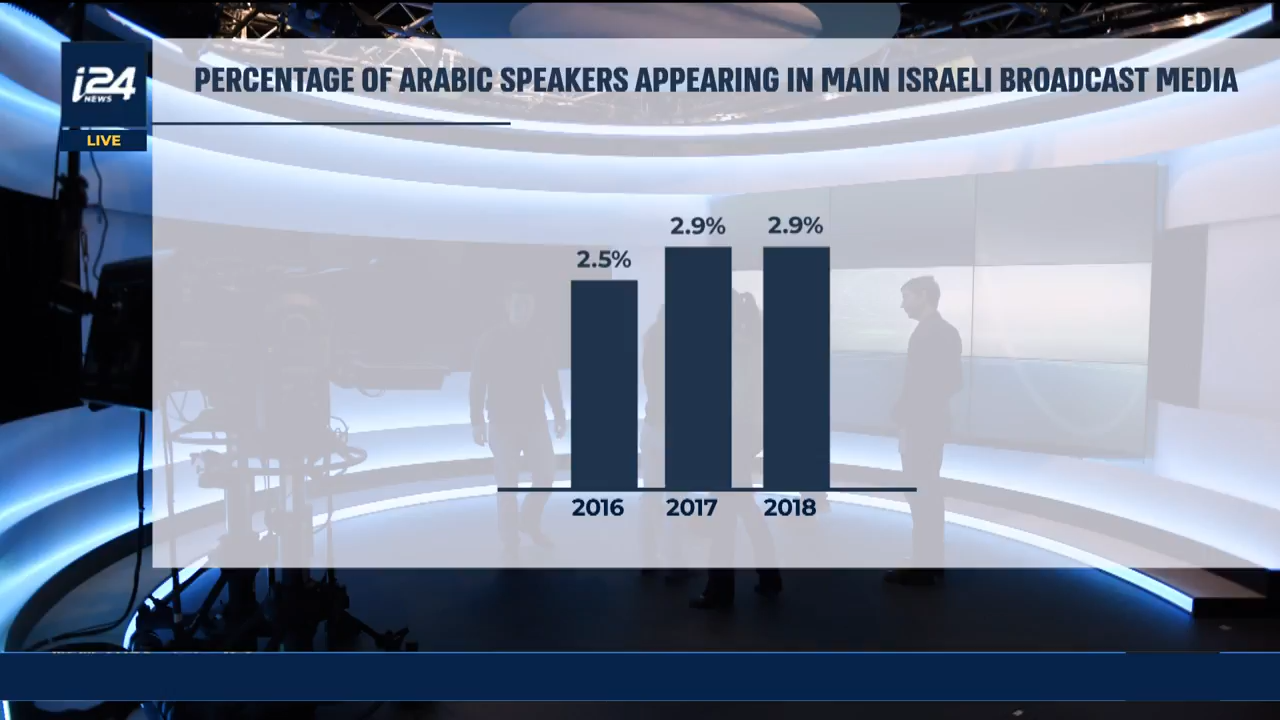 i24
NEWS
LIVE
PERCENTAGE OF ARABIC SPEAKERS APPEARING IN MAIN ISRAELI BROADCAST MEDIA
2.5%
2.9%
2.9%
2016
2017
2018